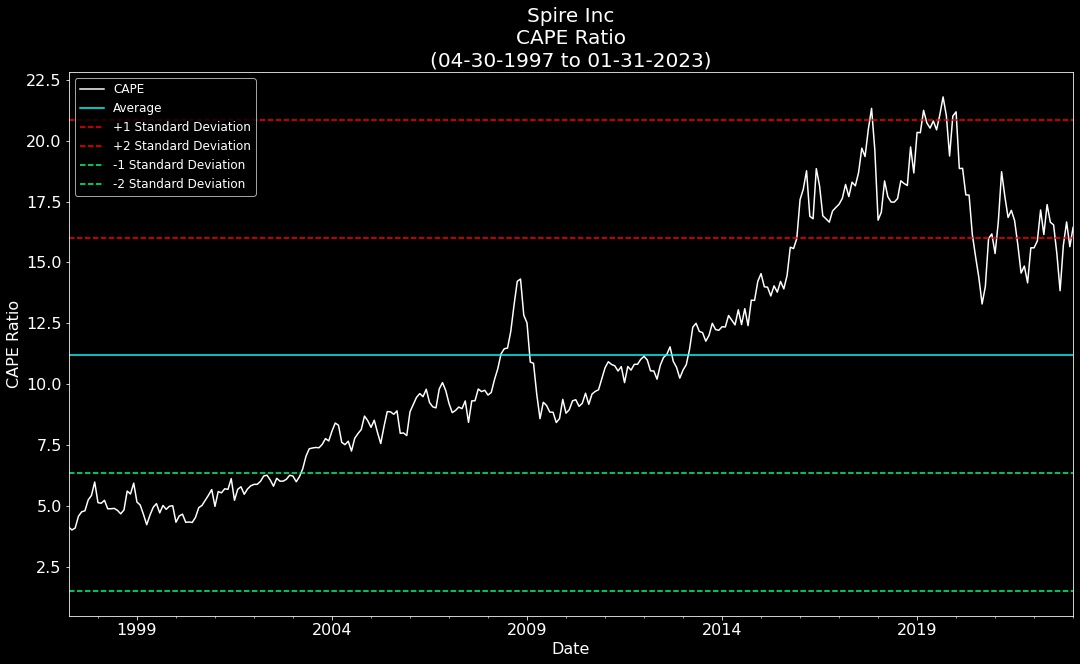 Spire Inc
CAPE Ratio
(04-30-1997 to 01-31-2023)
CAPE
Average
+1 Standard Deviation
+2 Standard Deviation
-1 Standard Deviation
-2 Standard Deviation
CAPE Ratio
22.5
20.0
17.5
15.0
12.5
10.0
7.5
5.0
2.5
1999
2004
2009
2014
2019
Date